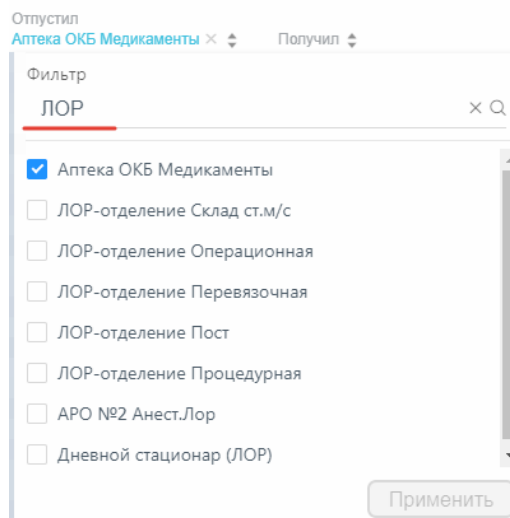 Отпустил
Аптека ОКБ Медикаменты Получил
Фильтр
ЛОР
Аптека ОКБ Медикаменты
ЛОР-отделение Склад ст.м/с
ЛОР-отделение Операционная
ЛОР-отделение Перевязочная
ЛОР-отделение Пост
ЛОР-отделение Процедурная
АРО №2 Анест.Лор
Дневной стационар (ЛОР)
Применить